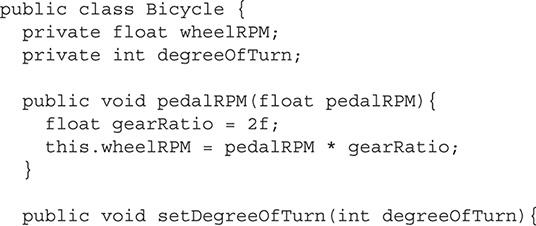 public class Bicycle {
  private float wheelRPM;
  private int degreeOfTurn;

  public void pedalRPM(float pedalRPM){
    float gearRatio = 2f;
    this.wheelRPM = pedalRPM * gearRatio;
  }

  public void setDegreeOfTurn(int degreeOfTurn){